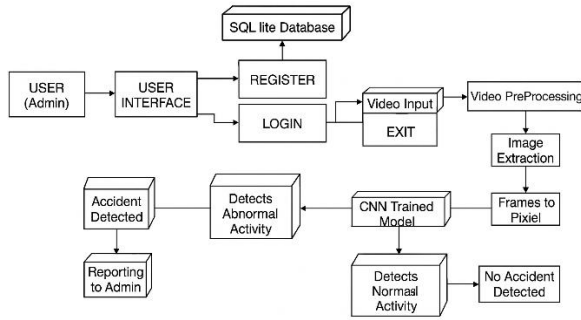 SQL lite Database
USER
(Admin)
USER
INTERFACE
REGISTER
LOGIN
Video Input
EXIT
Video PreProcessing
Image
Extraction
Frames to
Pixiel
CNN Trained
Model
Detects
Abnormal
Activity
Accident
Detected
Reporting
to Admin
Detects
Normasl
Activity
No Accident
Detected